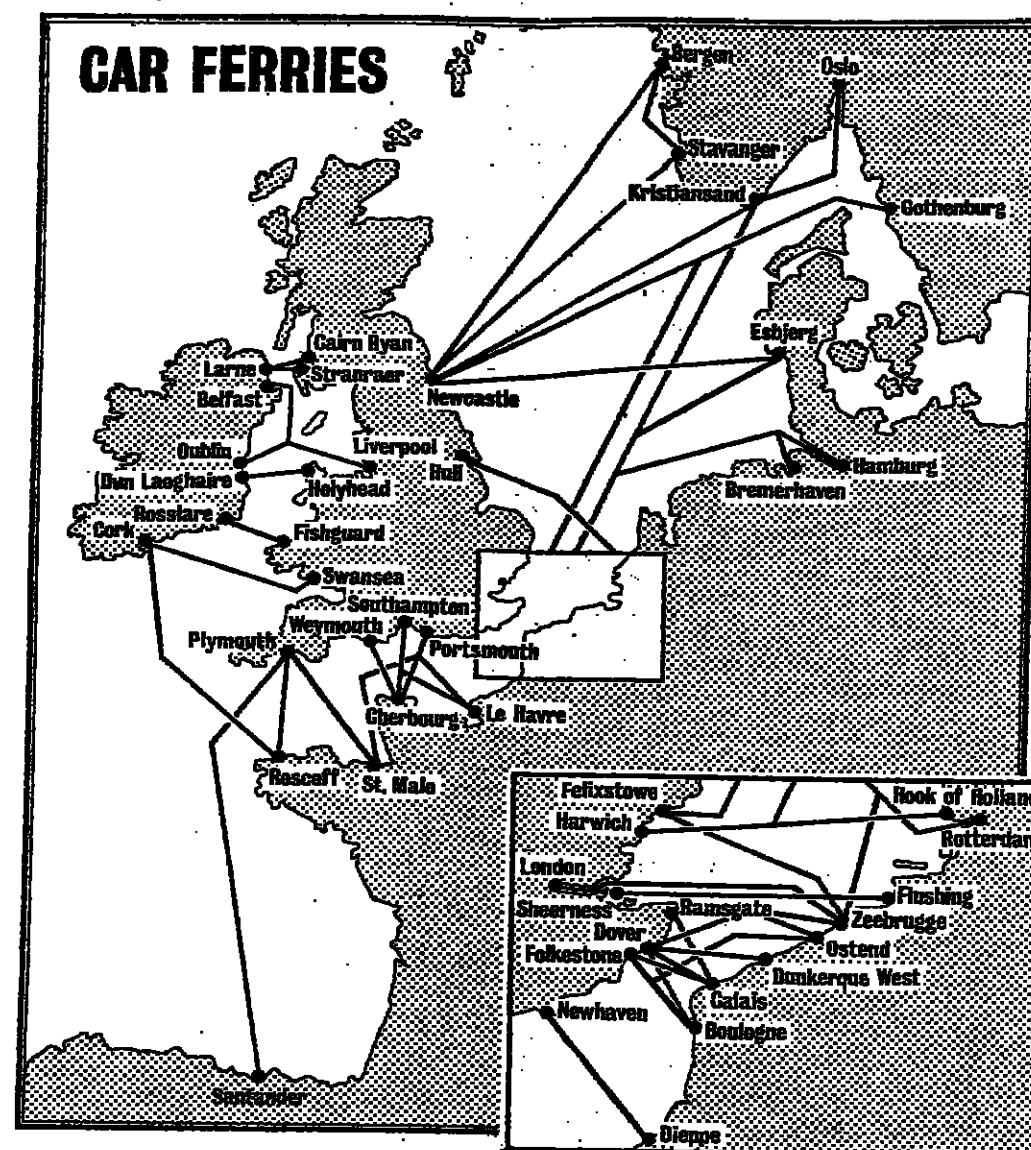 CAR FERRIES
Bergen
Oslo
Stavanger
Kristiansand
Gothenburg
Esbjerg
Cairn Ryan
Larne
Stranraer
Belfast
Newcastle
Dublin
Liverpool
Hull
Dun Laoghaire
Holyhead
Hamburg
Bremerhaven
Rosslare
Cork
Fishguard
Swansea
Southampton
Weymouth
Plymouth
Portsmouth
Cherbourg
Le Havre
Roscoff
St. Malo
Santander
Felixstowe
Hook of Holland
Harwich
Rotterdam
London
Flushing
Sheerness
Ramsgate
Zeebrugge
Dover
Ostend
Folkestone
Dunkerque West
Calais
Newhaven
Boulogne
Dieppe